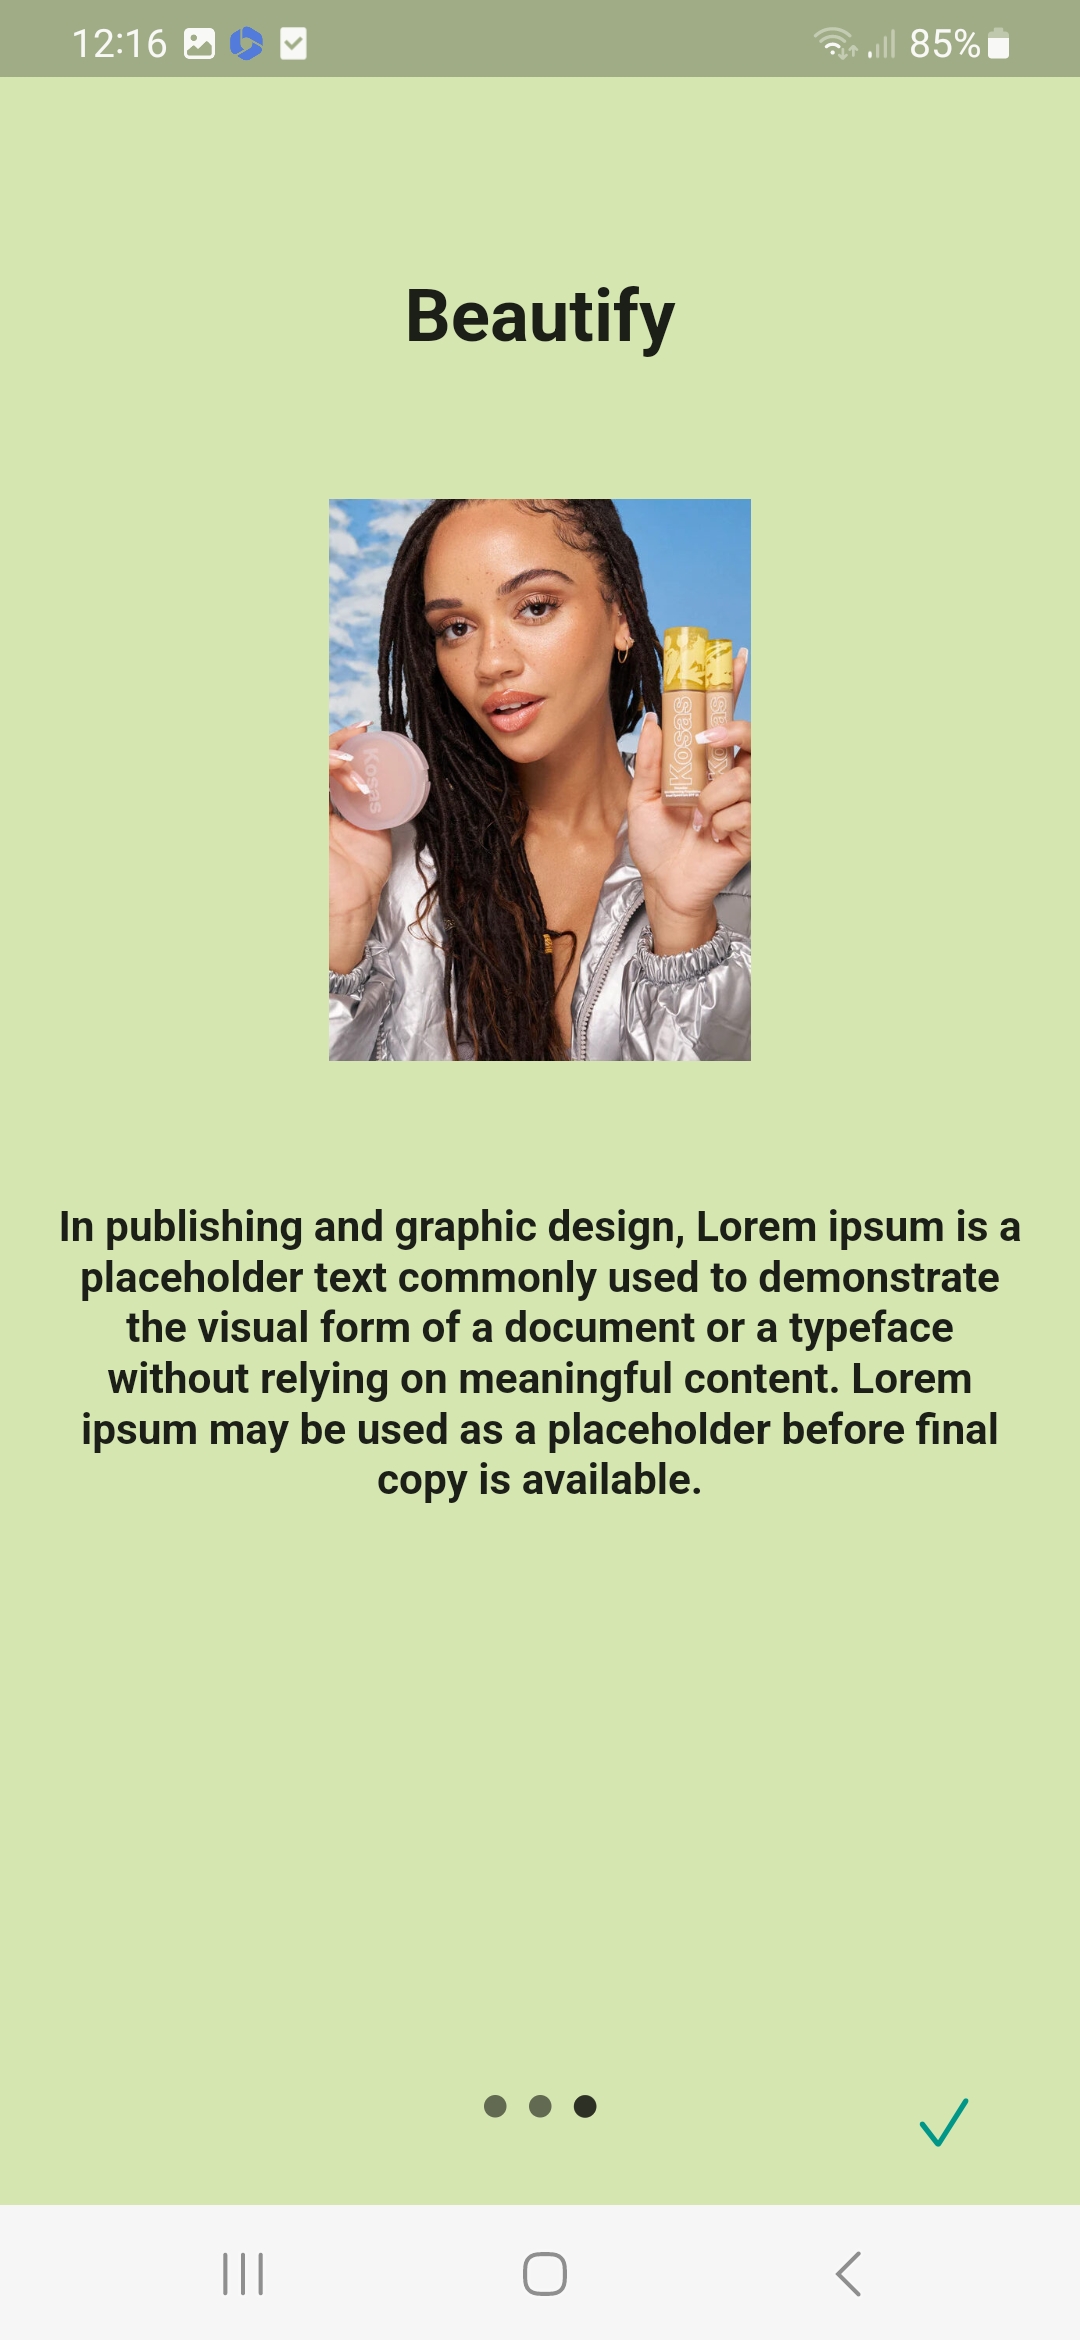 12:16 85%
Beautify
Kosas
Kosas
Kosas
In publishing and graphic design, Lorem ipsum is a
placeholder text commonly used to demonstrate
the visual form of a document or a typeface
without relying on meaningful content. Lorem
ipsum may be used as a placeholder before final
copy is available.